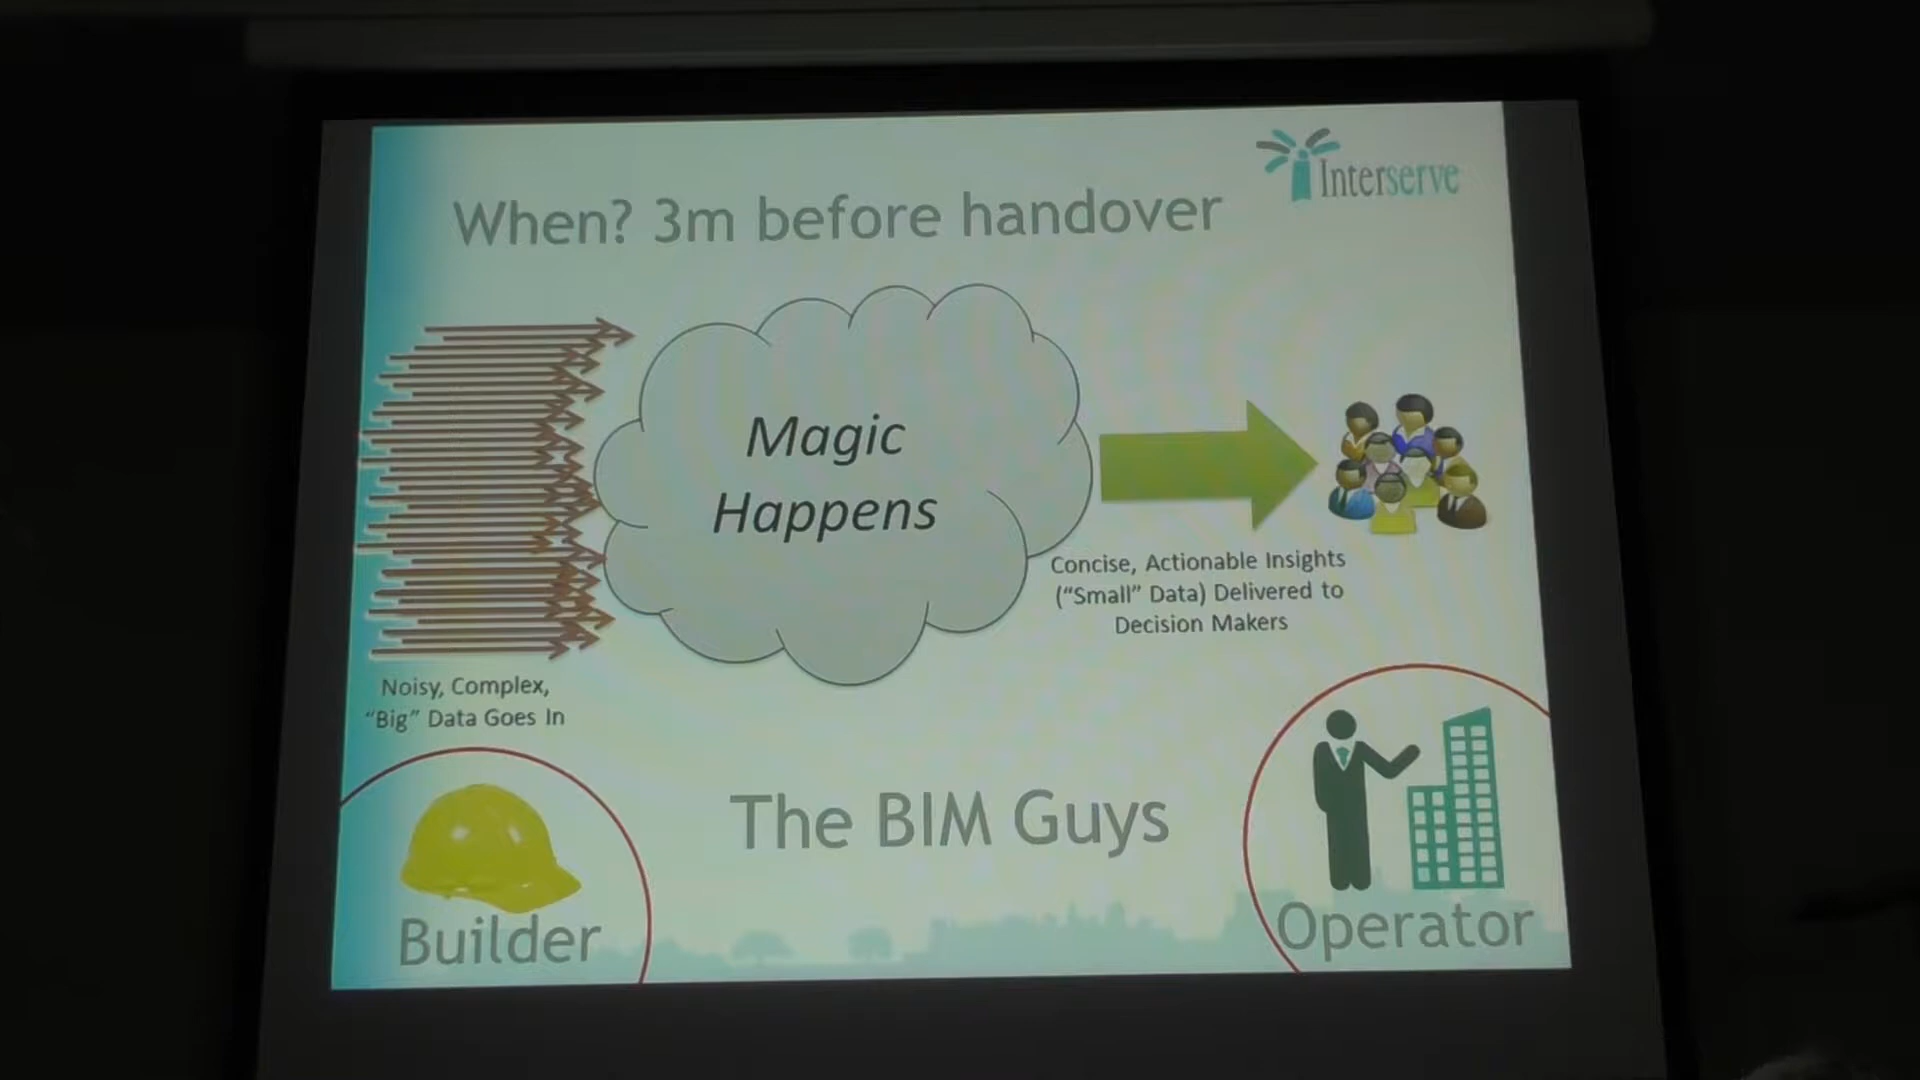 Interserve
When? 3m before handover
Magic
Happens
Concise, Actionable Insights
(“Small” Data) Delivered to
Decision Makers
Noisy, Complex,
“Big” Data Goes In
The BIM Guys
Builder
Operator